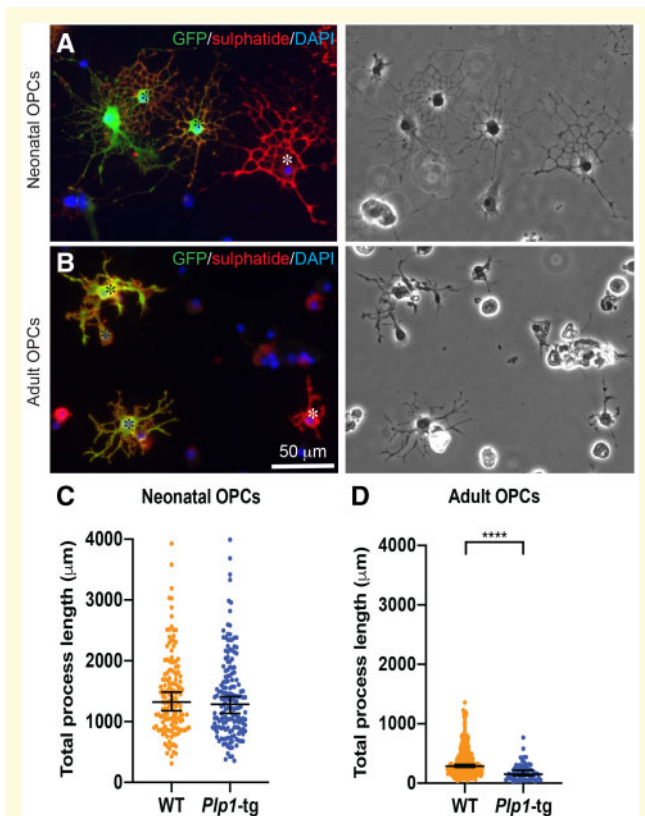 Neonatal OPCs
A
GFP/sulphatide/DAPI
*
*
*
*
Adult OPCs
B
GFP/sulphatide/DAPI
*
*
*
*
50 μm
C Neonatal OPCs
Total process length (μm)
4000
3000
2000
1000
0
WT Plp1-tg
D Adult OPCs
Total process length (μm)
4000
3000
2000
1000
0
****
WT Plp1-tg